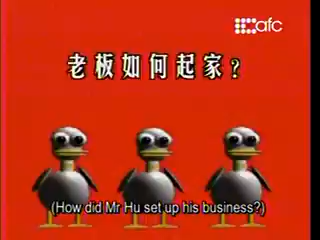 afc
老板如何起家？
(How did Mr Hu set up his business?)